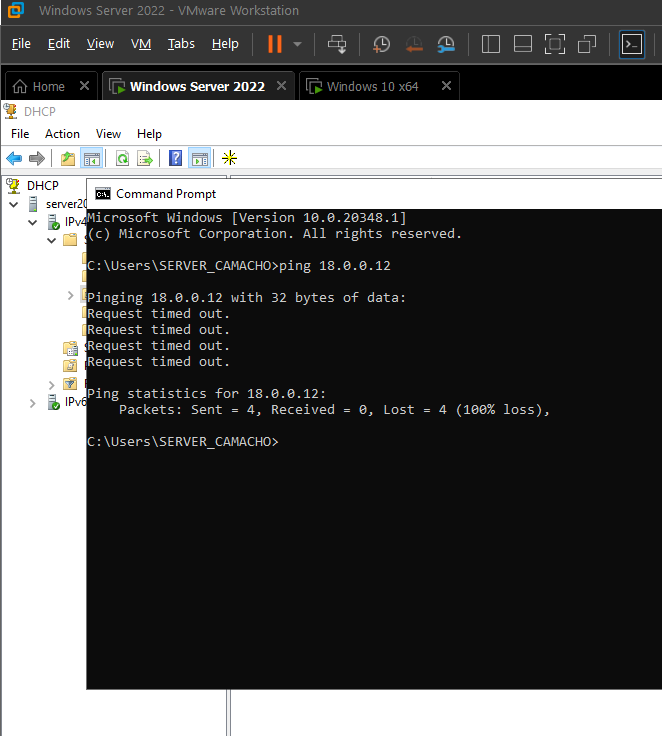 Windows Server 2022 - VMware Workstation
File Edit View VM Tabs Help
Home Windows Server 2022 Windows 10 x64
DHCP
File Action View Help
DHCP
IPv4
IPv6
Command Prompt
Microsoft Windows [Version 10.0.20348.1]
(c) Microsoft Corporation. All rights reserved.
C:\Users\SERVER_CAMACHO>ping 18.0.0.12
Pinging 18.0.0.12 with 32 bytes of data:
Request timed out.
Request timed out.
Request timed out.
Request timed out.
Ping statistics for 18.0.0.12:
Packets: Sent = 4, Received = 0, Lost = 4 (100% loss),
C:\Users\SERVER_CAMACHO>